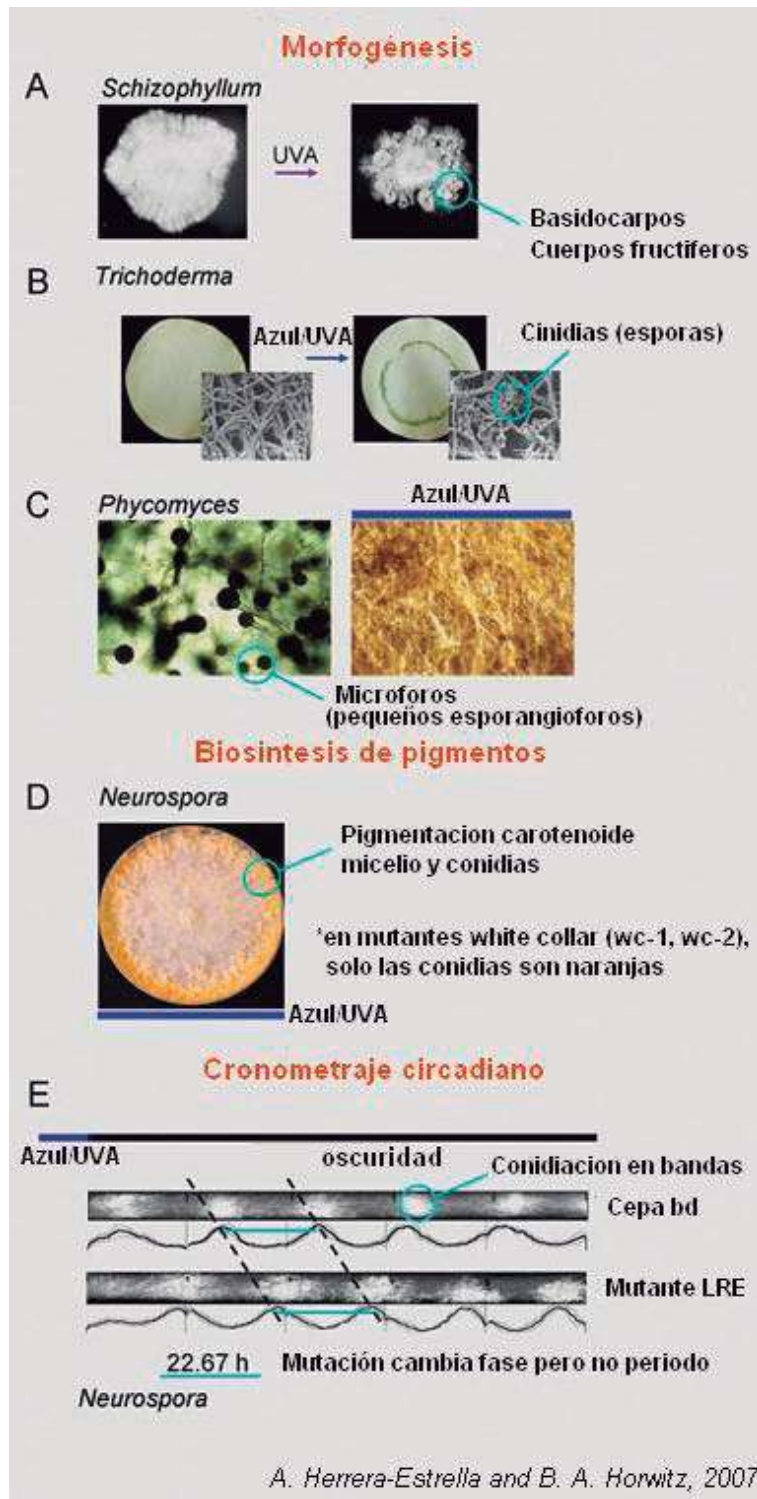 Morfogénesis
A
Schizophyllum
UVA
Basidocarpos
Cuerpos fructíferos
B
Trichoderma
Azul/UVA
Cinidias (esporas)
C
Phycomyces
Azul/UVA
Microforos
(pequeños esporangioforos)
Biosintesis de pigmentos
D
Neurospora
Pigmentacion carotenoide
micelio y conidias
*en mutantes white collar (wc-1, wc-2),
solo las conidias son naranjas
Azul/UVA
Cronometraje circadiano
E
Azul/UVA
oscuridad
Conidiacion en bandas
Cepa bd
Mutante LRE
22.67 h
Mutación cambia fase pero no periodo
Neurospora
A. Herrera-Estrella and B. A. Horwitz, 2007